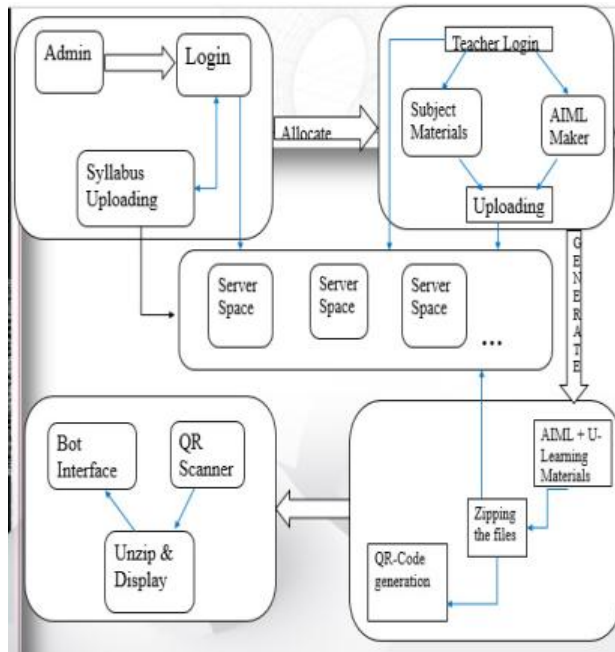 Admin
Login
Syllabus
Uploading
Allocate
Teacher Login
Subject
Materials
AIML
Maker
Uploading
Server
Space
Server
Space
Server
Space
...
GENERATE
Bot
Interface
QR
Scanner
Unzip &
Display
AIML + U-
Learning
Materials
Zipping
the files
QR-Code
generation